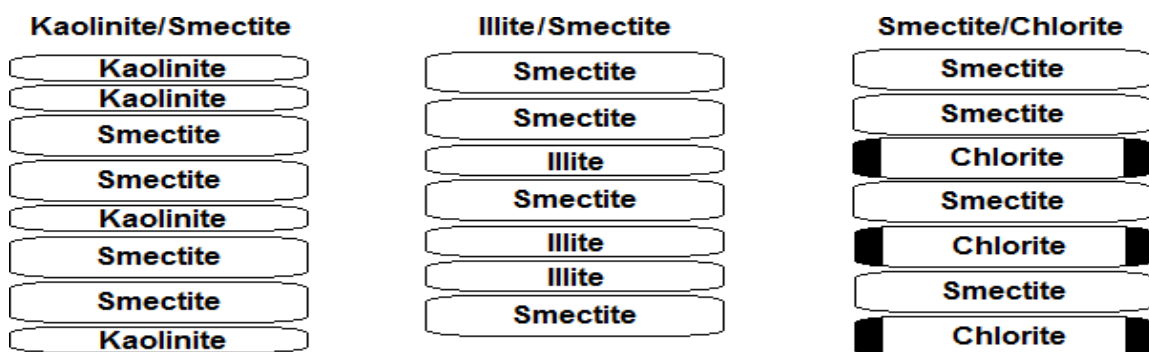 Kaolinite/Smectite
Kaolinite
Kaolinite
Smectite
Smectite
Kaolinite
Smectite
Smectite
Kaolinite
Illite/Smectite
Smectite
Smectite
Illite
Smectite
Illite
Illite
Smectite
Smectite/Chlorite
Smectite
Smectite
Chlorite
Smectite
Chlorite
Smectite
Chlorite